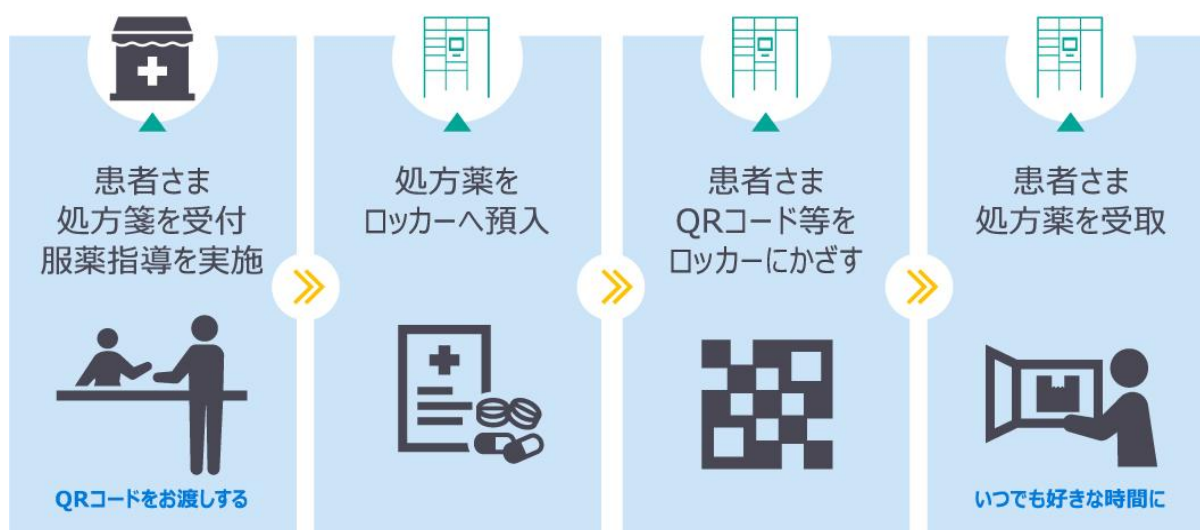 患者さま
処方箋を受付
服薬指導を実施
QRコードをお渡しする
処方薬を
ロッカーへ預入
患者さま
QRコード等を
ロッカーにかざす
患者さま
処方薬を受取
いつでも好きな時間に